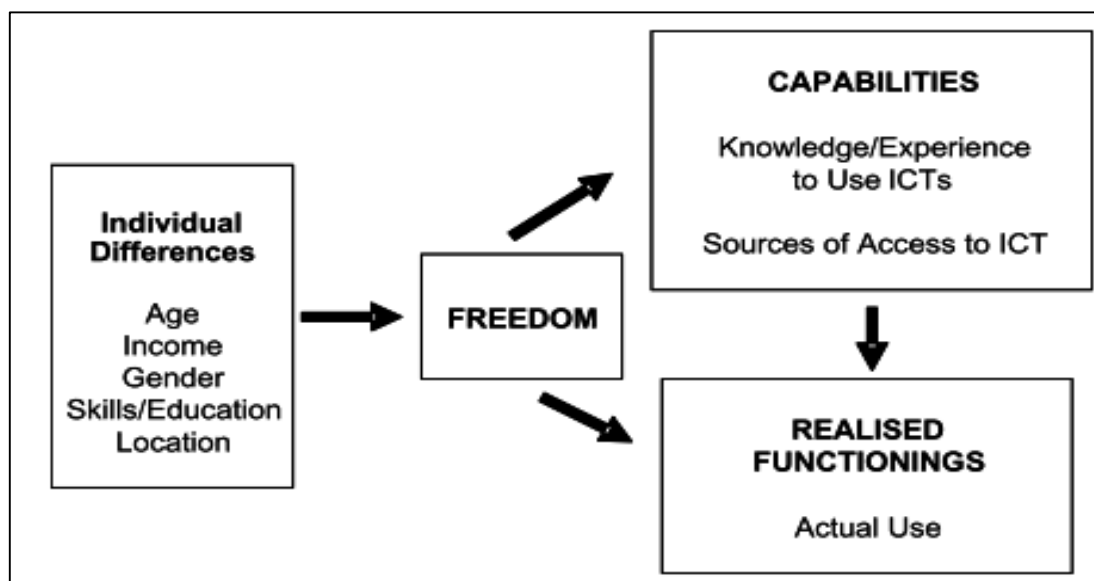 Individual
Differences
Age
Income
Gender
Skills/Education
Location
FREEDOM
CAPABILITIES
Knowledge/Experience
to Use ICTs
Sources of Access to ICT
REALISED
FUNCTIONINGS
Actual Use